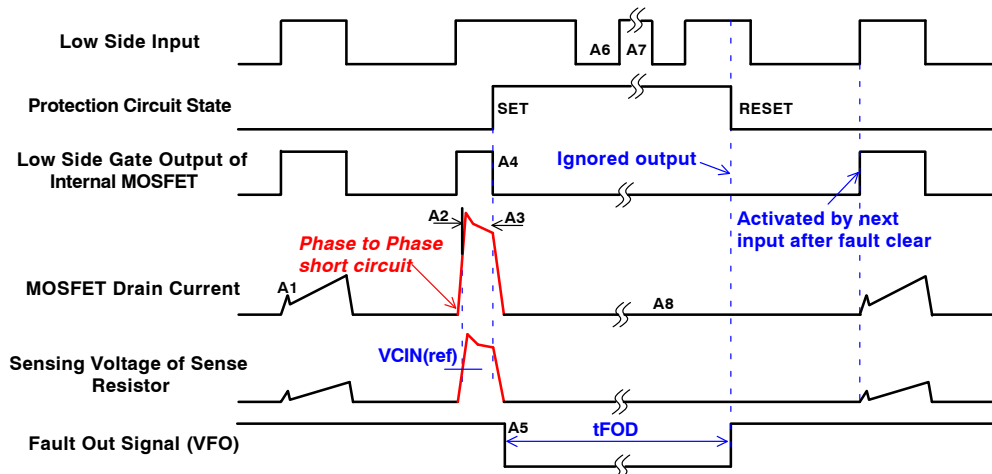 Low Side Input
A6
A7
Protection Circuit State
SET
RESET
Low Side Gate Output of
Internal MOSFET
A4
Ignored output
Activated by next
input after fault clear
A2
A3
Phase to Phase
short circuit
MOSFET Drain Current
A1
A8
Sensing Voltage of Sense
Resistor
VCIN(ref)
Fault Out Signal (VFO)
A5
tFOD